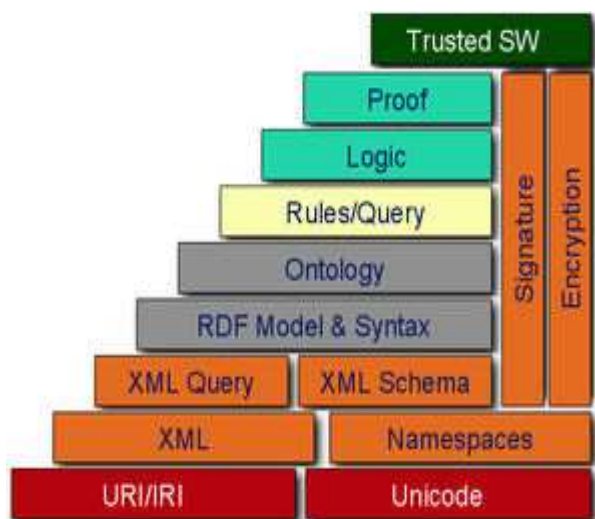 Trusted SW
Proof
Logic
Rules/Query
Ontology
RDF Model & Syntax
XML Query
XML Schema
Signature
Encryption
XML
Namespaces
URI/IRI
Unicode